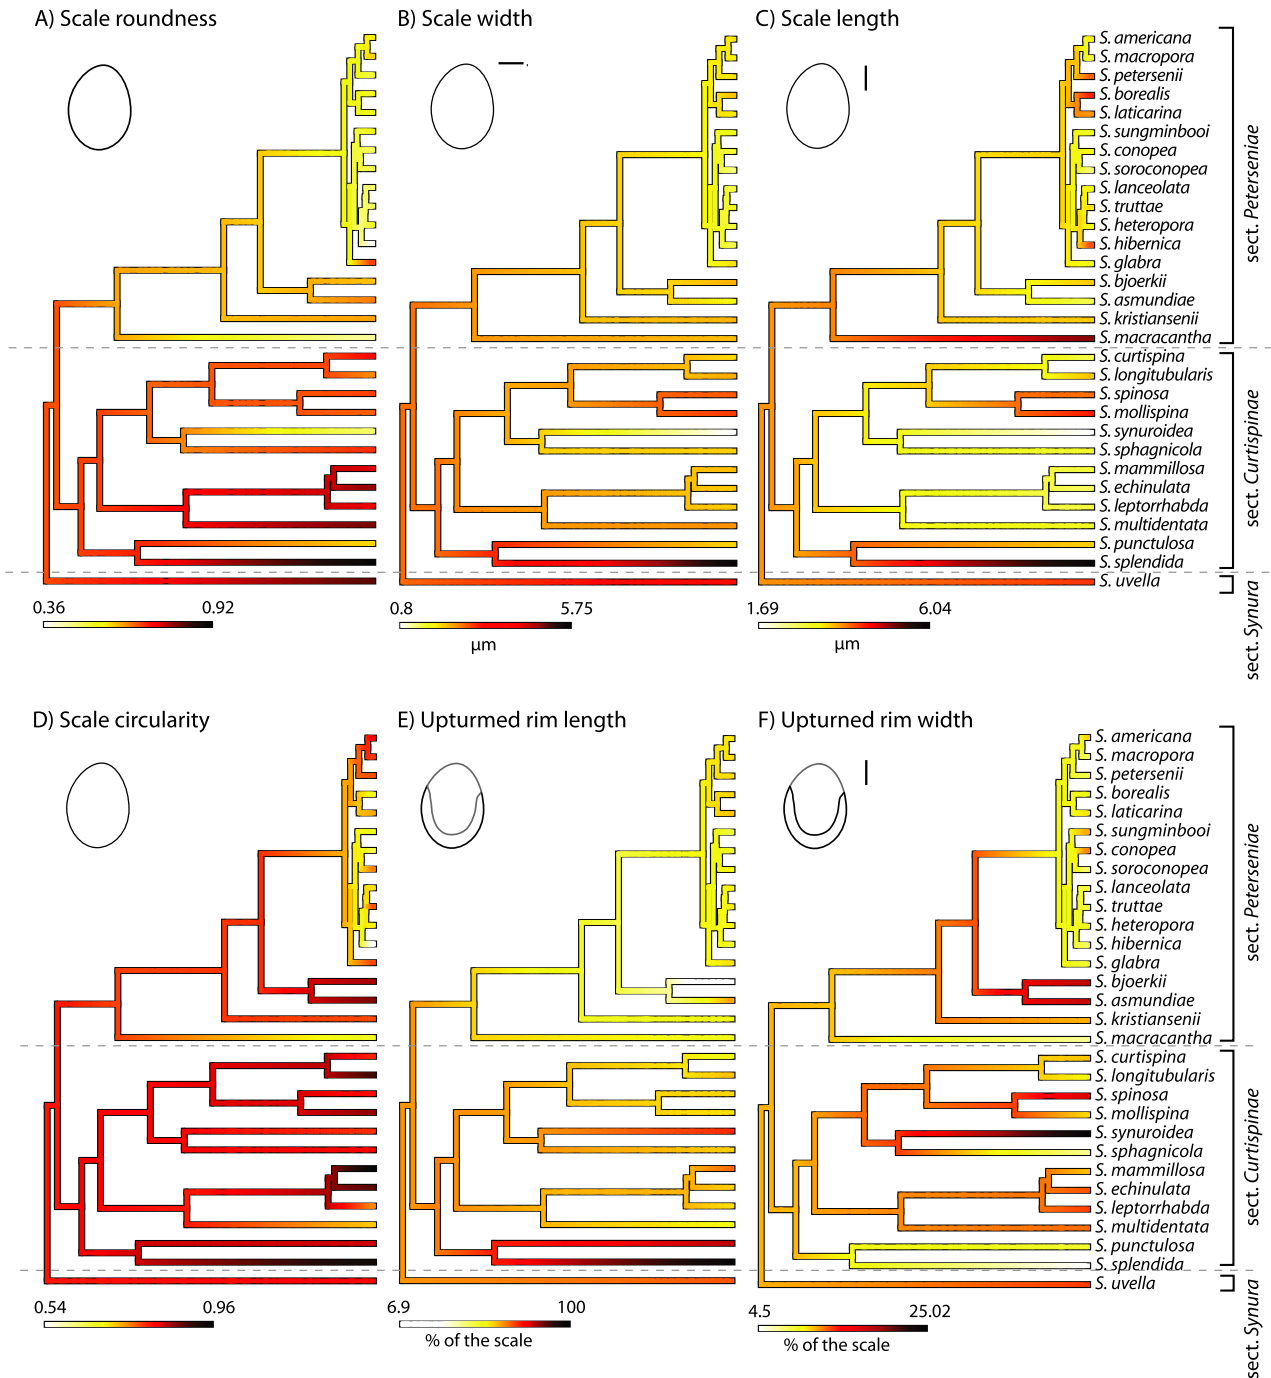 A) Scale roundness
B) Scale width
C) Scale length
S. americana
S. macropora
S. petersenii
S. borealis
S. laticarina
S. sungminbooi
S. conopea
S. soroconopea
S. lanceolata
S. truttae
S. heteropora
S. hibernica
S. glabra
S. bjoerkii
S. asmundiae
S. kristiansenii
S. macracantha
S. curtispina
S. longitubularis
S. spinosa
S. mollispina
S. synuroidea
S. sphagnicola
S. mammillosa
S. echinulata
S. leptorrhabda
S. multidentata
S. punctulosa
S. splendida
S. uvella
sect. Peterseniae
sect. Curtispinae
sect. Synura
0.36 0.92
0.8 5.75
µm
1.69 6.04
µm
D) Scale circularity
E) Upturmed rim length
F) Upturned rim width
S. americana
S. macropora
S. petersenii
S. borealis
S. laticarina
S. sungminbooi
S. conopea
S. soroconopea
S. lanceolata
S. truttae
S. heteropora
S. hibernica
S. glabra
S. bjoerkii
S. asmundiae
S. kristiansenii
S. macracantha
S. curtispina
S. longitubularis
S. spinosa
S. mollispina
S. synuroidea
S. sphagnicola
S. mammillosa
S. echinulata
S. leptorrhabda
S. multidentata
S. punctulosa
S. splendida
S. uvella
sect. Peterseniae
sect. Curtispinae
sect. Synura
0.54 0.96
6.9 100
% of the scale
4.5 25.02
% of the scale